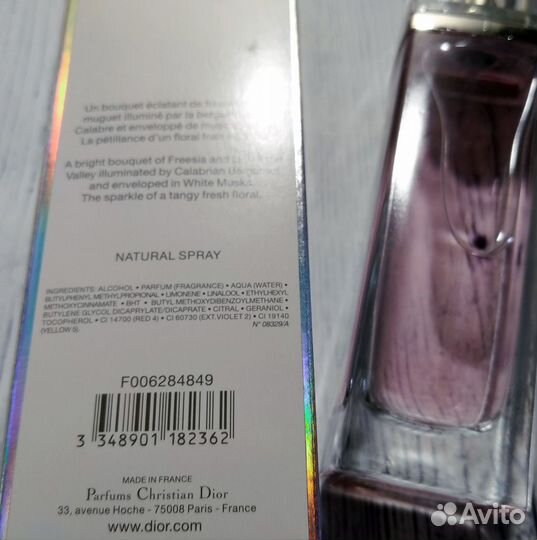 Un bouquet éclatant de
muguet illuminé par la
Calabre et enveloppé de
La pétillance d'un floral
A bright bouquet of Freesia and
Valley illuminated by Calabrian
and enveloped in White Musks.
The sparkle of a tangy fresh floral.
NATURAL SPRAY
INGREDIENTS: ALCOHOL • PARFUM (FRAGRANCE) • AQUA (WATER) •
BUTYLPHENYL METHYLPROPIONAL • LIMONENE • LINALOOL • ETHYLHEXYL
METHOXYCINNAMATE • BHT • BUTYL METHOXYDIBENZOYLMETHANE •
BUTYLENE GLYCOL DICAPRYLATE/DICAPRATE • CITRAL • GERANIOL •
TOCOPHEROL • CI 14700 (RED 4) • CI 60730 (EXT. VIOLET 2) • CI 19140
(YELLOW 5). N° 08329/A
F006284849
3 348901 182362
MADE IN FRANCE
Parfums Christian Dior
33, avenue Hoche - 75008 Paris - France
www.dior.com
Avito